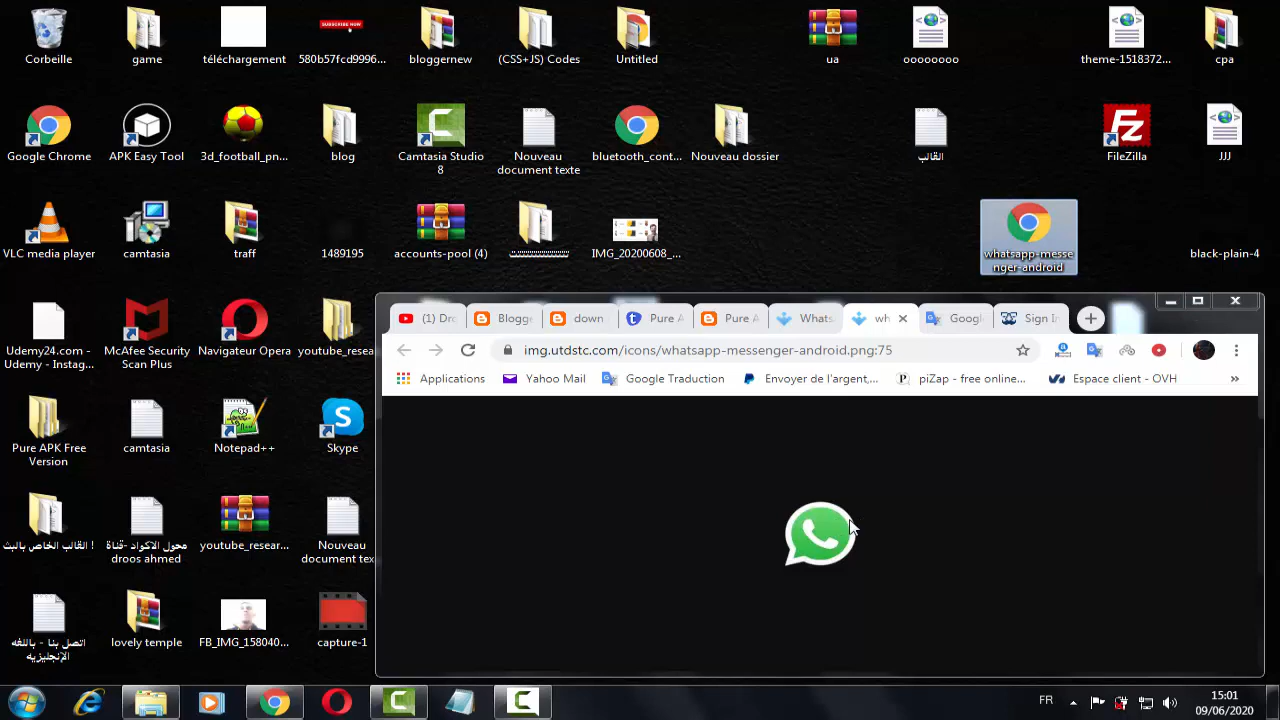 Corbeille
game
téléchargement
SUBSCRIBE NOW
580b57fcd9996...
bloggernew
(CSS+JS) Codes
Untitled
ua
oooooooo
theme-1518372...
cpa
Google Chrome
APK Easy Tool
3d_football_pn...
blog
Camtasia Studio
8
Nouveau
document texte
bluetooth_cont...
Nouveau dossier
القالب
FileZilla
JJJ
VLC media player
camtasia
traff
1489195
accounts-pool (4)
IMG_20200608_...
whatsapp-messe
nger-android
black-plain-4
Udemy24.com -
Udemy - Instag...
McAfee Security
Scan Plus
Navigateur Opera
youtube_resea
(1) Dro
Blogge
down
Pure A
Pure A
Whats
wh
Googl
Sign In
img.utdstc.com/icons/whatsapp-messenger-android.png:75
Applications
Yahoo Mail
Google Traduction
Envoyer de l'argent,...
piZap - free online...
Espace client - OVH
»
Pure APK Free
Version
camtasia
Notepad++
Skype
القالب الخاص بالبث !
محول الاكواد -قناة
droos ahmed
youtube_resear...
Nouveau
document tex
اتصل بنا - باللغه
الإنجليزيه
lovely temple
FB_IMG_158040...
capture-1
FR
15:01
09/06/2020